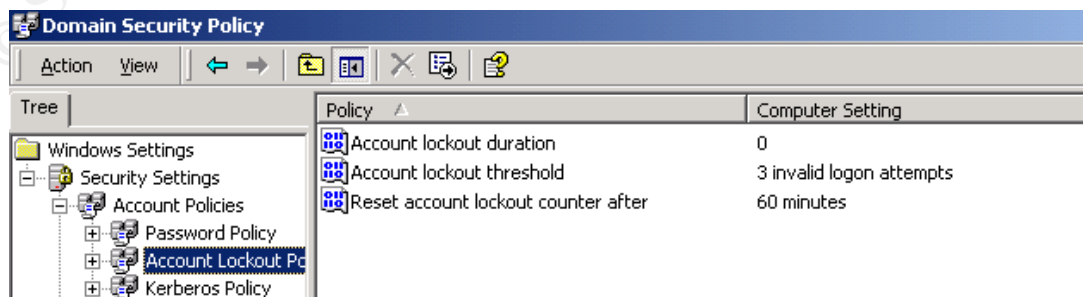 Domain Security Policy
Action View
Tree
Policy Computer Setting
Windows Settings
Security Settings
Account Policies
Password Policy
Account Lockout Po
Kerberos Policy
Account lockout duration 0
Account lockout threshold 3 invalid logon attempts
Reset account lockout counter after 60 minutes